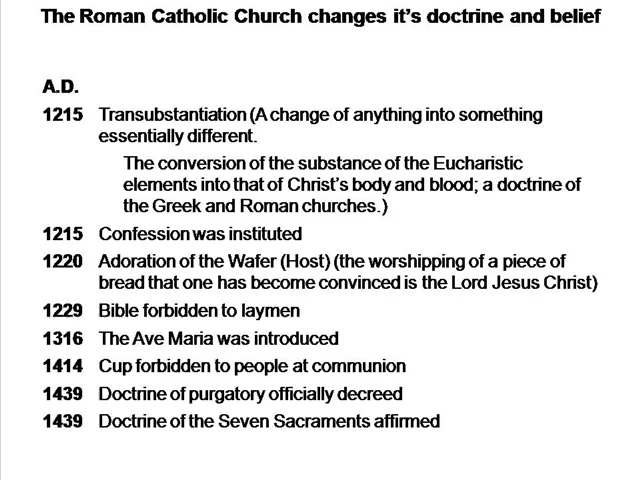 The Roman Catholic Church changes it's doctrine and belief
A.D.
1215 Transubstantiation (A change of anything into something
essentially different.
The conversion of the substance of the Eucharistic
elements into that of Christ's body and blood; a doctrine of
the Greek and Roman churches.)
1215 Confession was instituted
1220 Adoration of the Wafer (Host) (the worshipping of a piece of
bread that one has become convinced is the Lord Jesus Christ)
1229 Bible forbidden to laymen
1316 The Ave Maria was introduced
1414 Cup forbidden to people at communion
1439 Doctrine of purgatory officially decreed
1439 Doctrine of the Seven Sacraments affirmed